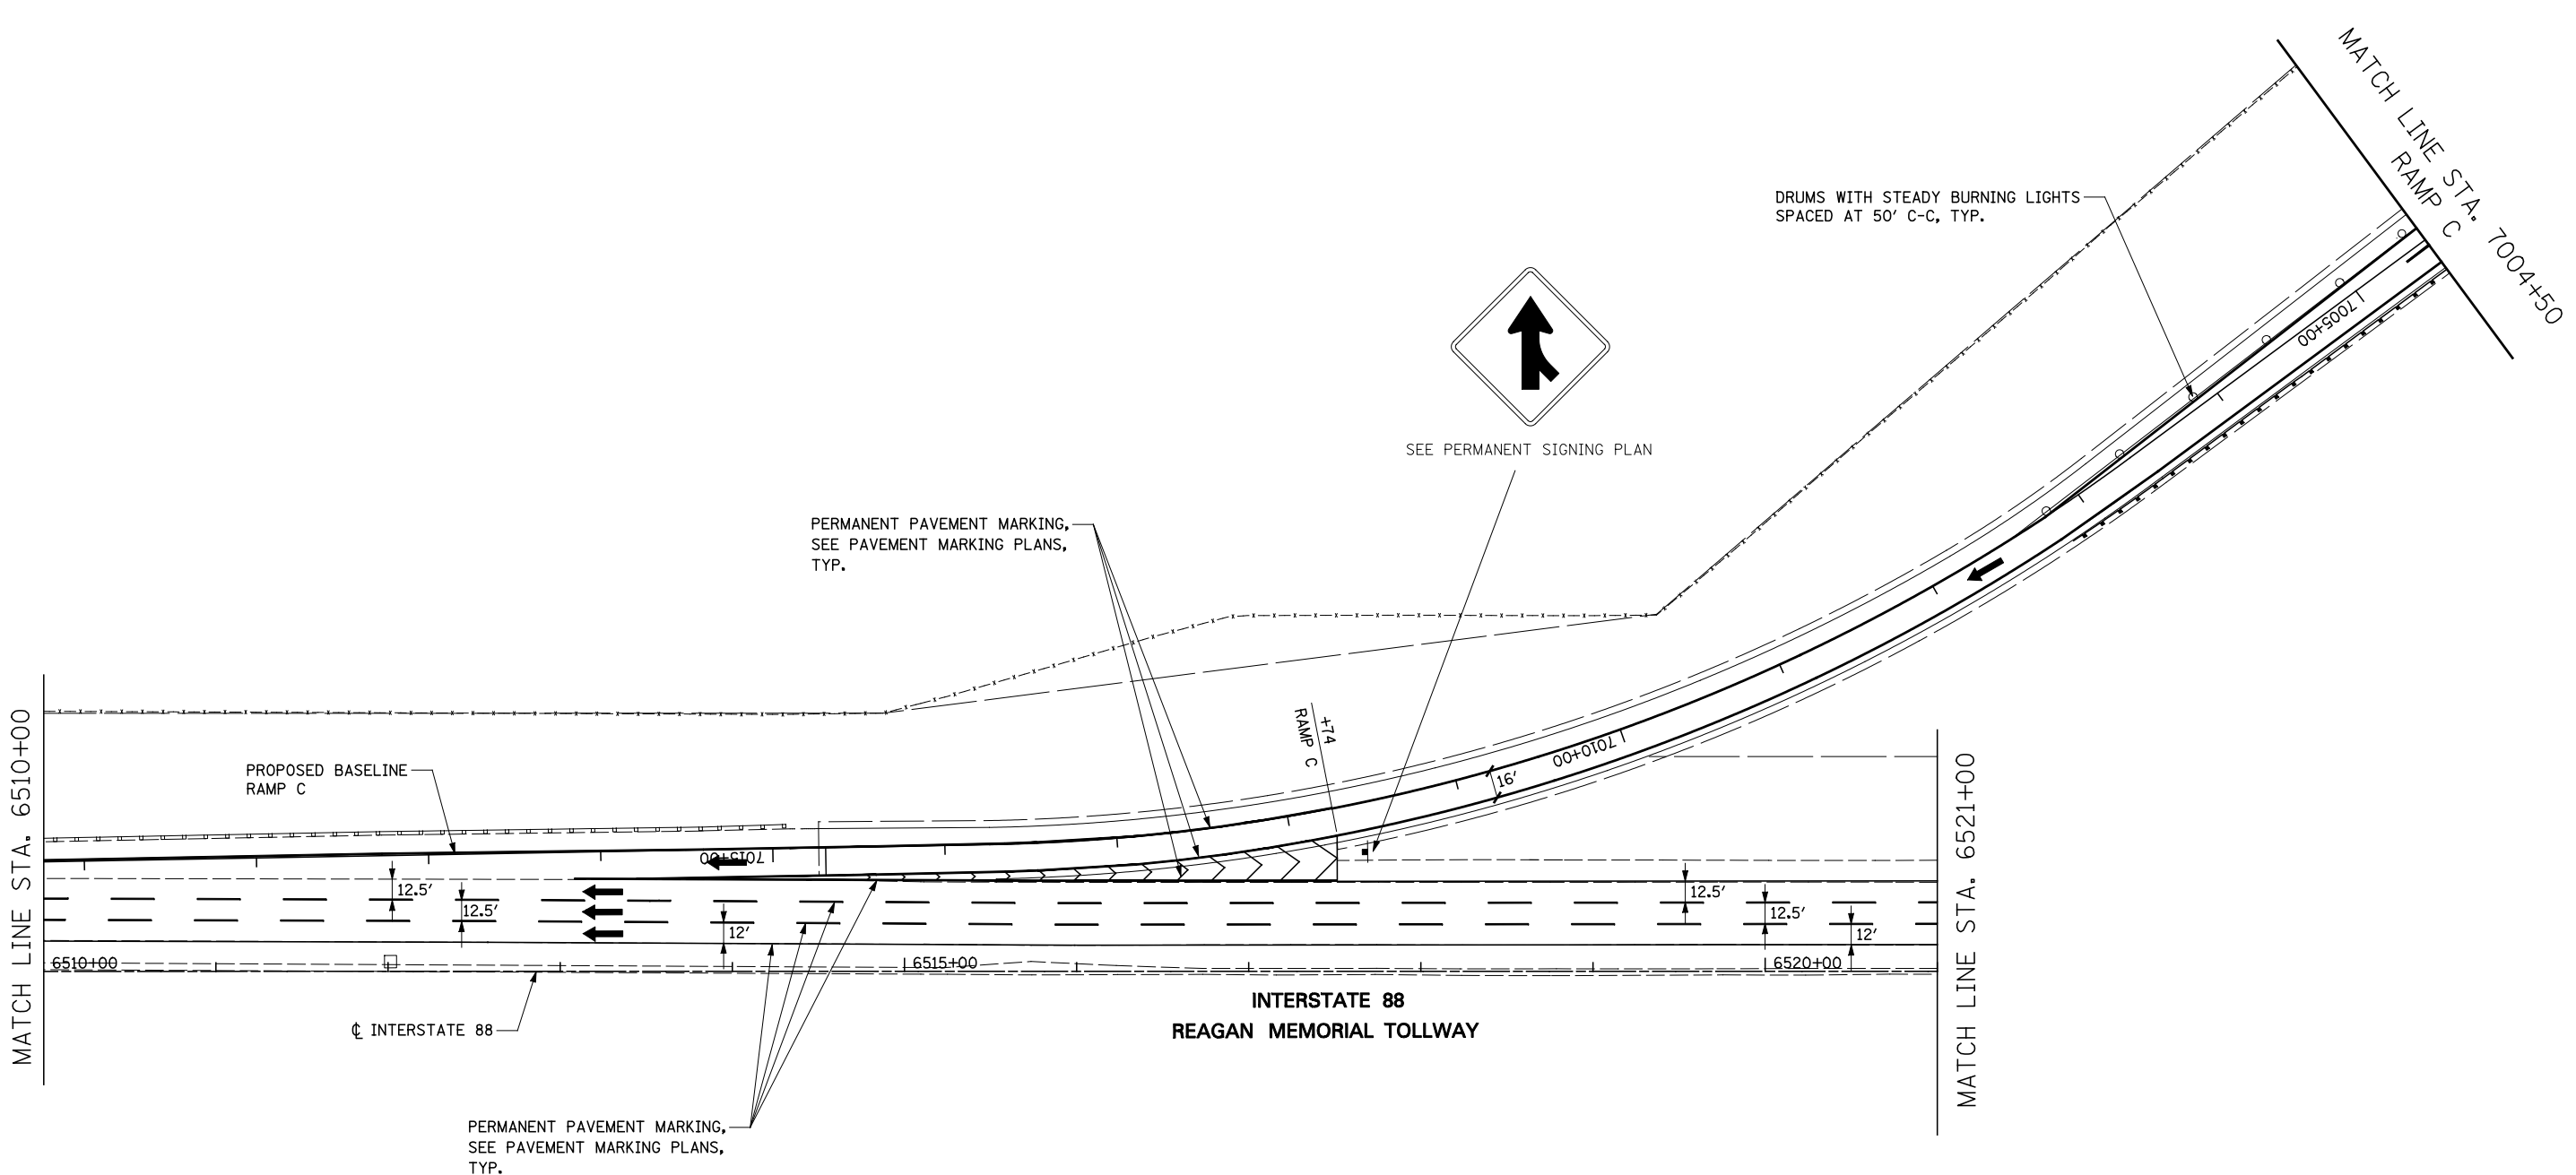 MATCH LINE STA. 7004+50
RAMP C
DRUMS WITH STEADY BURNING LIGHTS
SPACED AT 50' C-C, TYP.
7005+00
SEE PERMANENT SIGNING PLAN
PERMANENT PAVEMENT MARKING,
SEE PAVEMENT MARKING PLANS,
TYP.
+74
RAMP C
7010+00
16'
MATCH LINE STA. 6510+00
PROPOSED BASELINE
RAMP C
7015+00
MATCH LINE STA. 6521+00
12.5'
12.5'
12'
12.5'
12.5'
12'
6510+00
6515+00
6520+00
INTERSTATE 88
REAGAN MEMORIAL TOLLWAY
℄ INTERSTATE 88
PERMANENT PAVEMENT MARKING,
SEE PAVEMENT MARKING PLANS,
TYP.